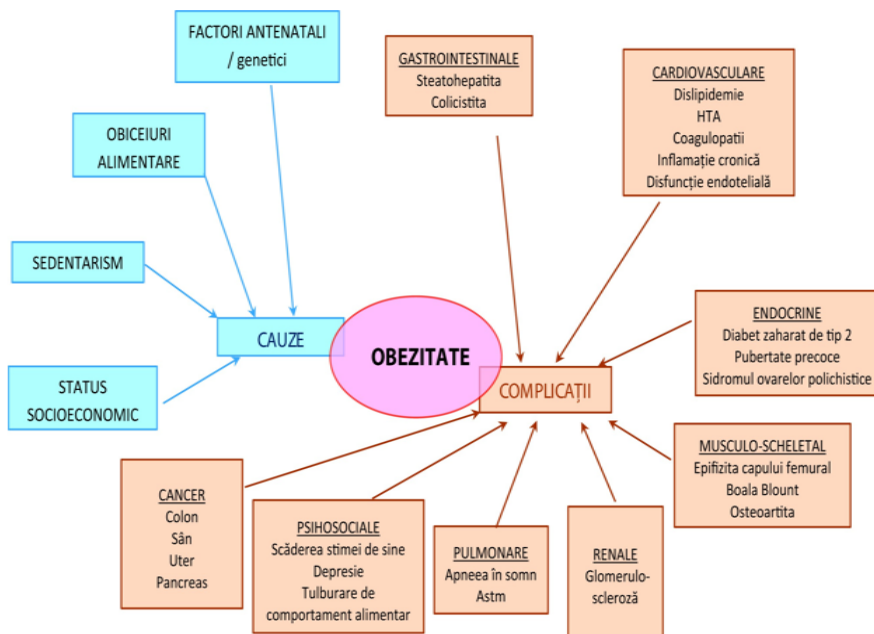 FACTORI ANTENATALI
/ genetici
OBICEIURI
ALIMENTARE
SEDENTARISM
STATUS
SOCIOECONOMIC
CAUZE
OBEZITATE
COMPLICAȚII
GASTROINTESTINALE
Steatohepatita
Colicistita
CARDIOVASCULARE
Dislipidemie
HTA
Coagulopatii
Inflamație cronică
Disfuncție endotelială
ENDOCRINE
Diabet zaharat de tip 2
Pubertate precoce
Sidromul ovarelor polichistice
MUSCULO-SCHELETAL
Epifizita capului femural
Boala Blount
Osteoartita
RENALE
Glomerulo-
scleroză
PULMONARE
Apneea în somn
Astm
PSIHOSOCIALE
Scăderea stimei de sine
Depresie
Tulburare de
comportament alimentar
CANCER
Colon
Sân
Uter
Pancreas